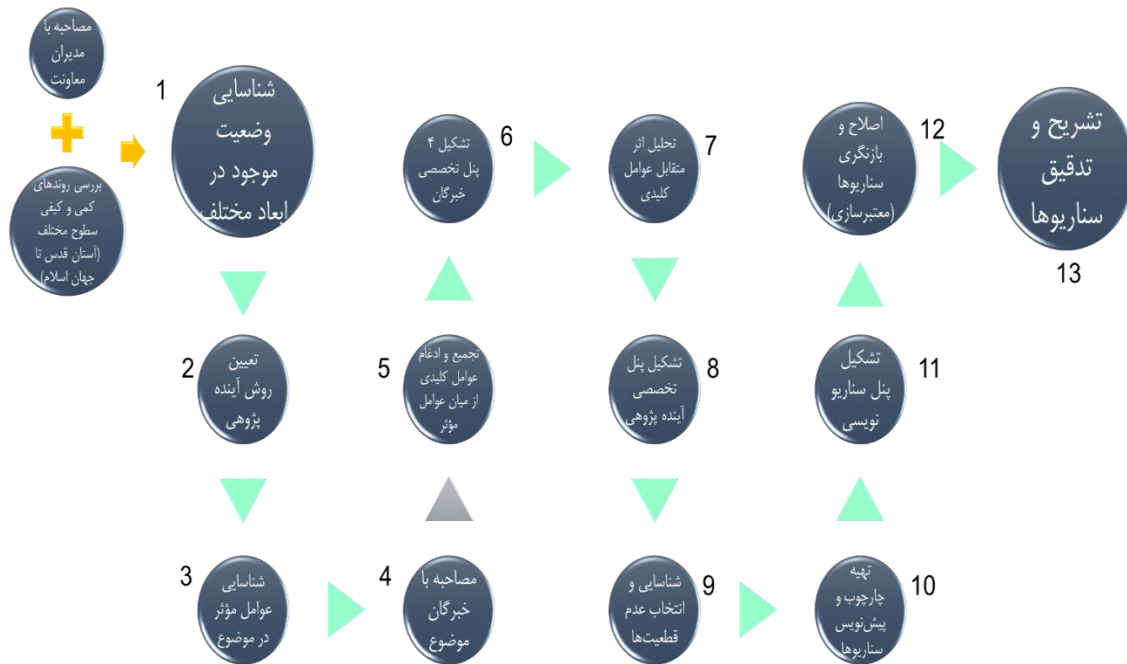 مصاحبه با
مدیران
معاونت
بررسی روندهای
کمی و کیفی
سطوح مختلف
(آستان قدس تا
جهان اسلام)
1
شناسایی
وضعیت
موجود در
ابعاد مختلف
2
تعیین
روش آینده
پژوهی
3
شناسایی
عوامل مؤثر
در موضوع
4
مصاحبه با
خبرگان
موضوع
5
تجمیع و ادغام
عوامل کلیدی
از میان عوامل
مؤثر
6
تشکیل ۴
پنل تخصصی
خبرگان
7
تحلیل اثر
متقابل عوامل
کلیدی
8
تشکیل پنل
تخصصی
آینده پژوهی
9
شناسایی و
انتخاب عدم
قطعیت‌ها
10
تهیه
چارچوب و
پیش‌نویس
سناریوها
11
تشکیل
پنل سناریو
نویسی
12
اصلاح و
بازنگری
سناریوها
(معتبرسازی)
13
تشریح و
تدقیق
سناریوها